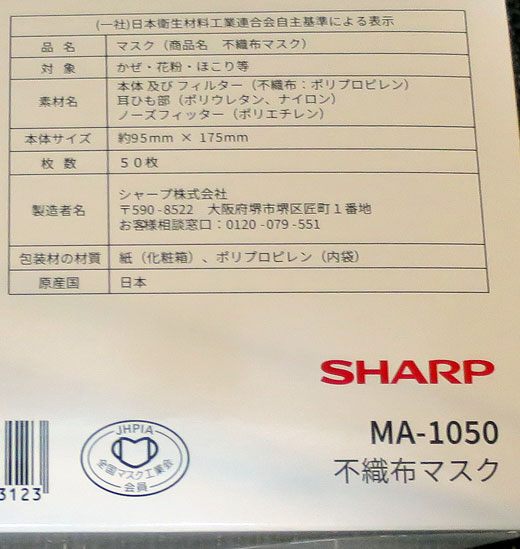 (一社)日本衛生材料工業連合会自主基準による表示
品 名 マスク（商品名 不織布マスク）
対 象 かぜ・花粉・ほこり等
素材名 本体 及び フィルター（不織布：ポリプロピレン）
耳ひも部（ポリウレタン、ナイロン）
ノーズフィッター（ポリエチレン）
本体サイズ 約95mm × 175mm
枚 数 ５０枚
製造者名 シャープ株式会社
〒590-8522 大阪府堺市堺区匠町１番地
お客様相談窓口：0120-079-551
包装材の材質 紙（化粧箱）、ポリプロピレン（内袋）
原産国 日本
SHARP
MA-1050
不織布マスク
JHPIA
全国マスク工業会
会員
3123